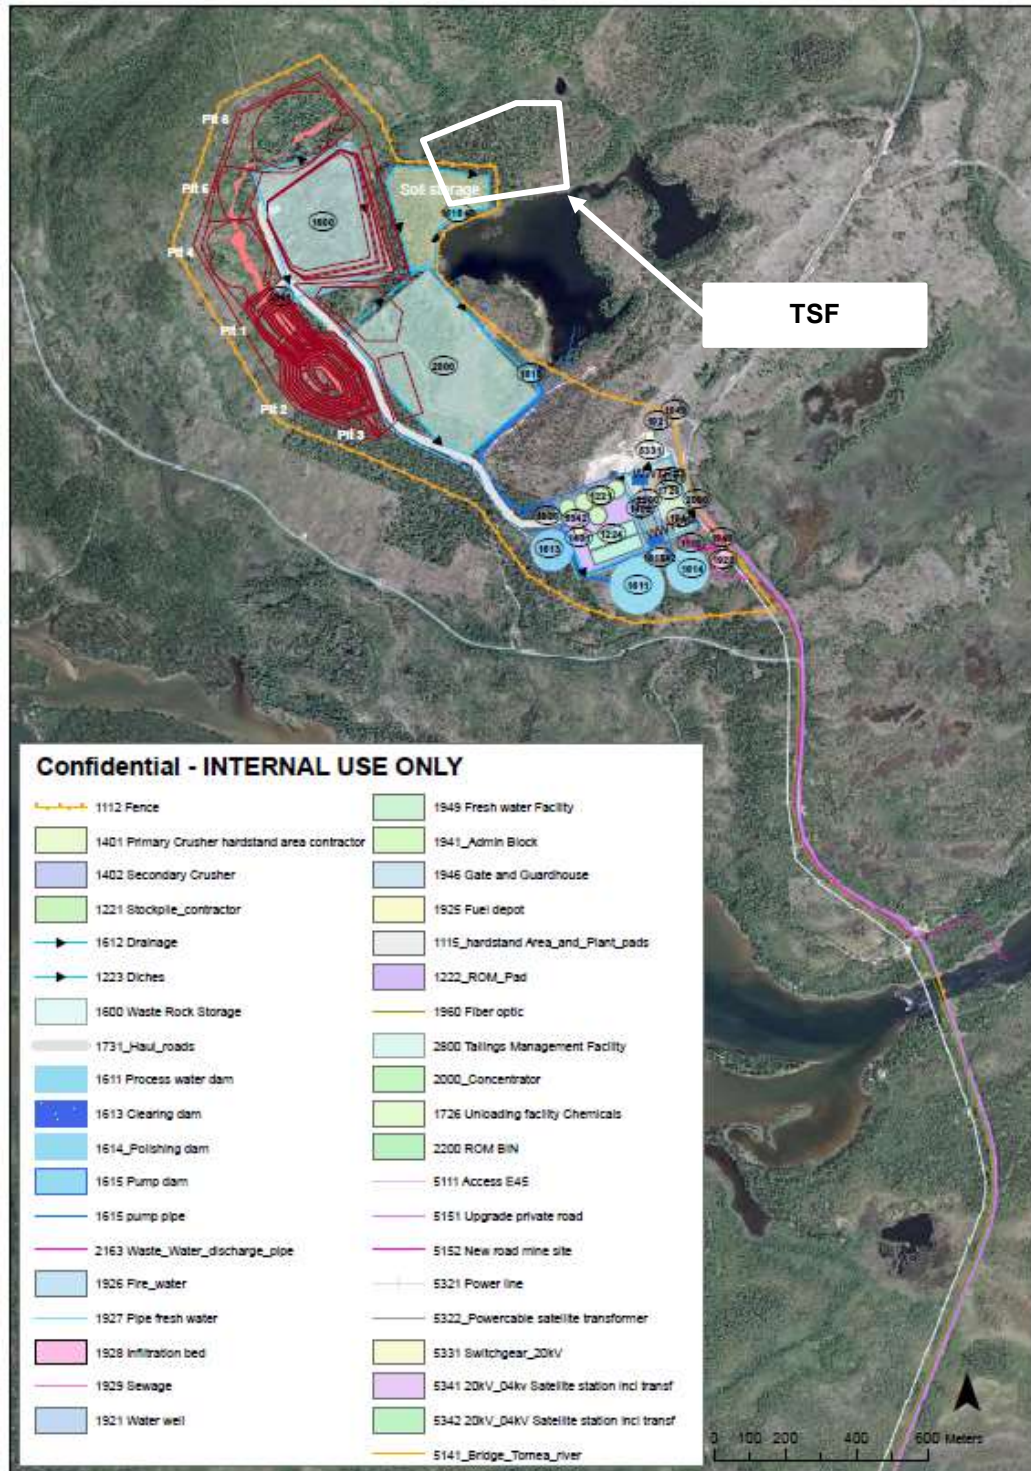 Pit 6
Pit 5
Pit 4
Pit 1
Pit 2
Pit 3
Soil storage
1600
2800
TSF
5331
1221
1224
1613
1611
1614
Confidential - INTERNAL USE ONLY
1112 Fence
1401 Primary Crusher hardstand area contractor
1402 Secondary Crusher
1221 Stockpile_contractor
1612 Drainage
1223 Diches
1600 Waste Rock Storage
1731_Haul_roads
1611 Process water dam
1613 Clearing dam
1614_Polishing dam
1615 Pump dam
1615 pump pipe
2163 Waste_Water_discharge_pipe
1926 Fire_water
1927 Pipe fresh water
1928 Infiltration bed
1929 Sewage
1921 Water well
1949 Fresh water Facility
1941_Admin Block
1946 Gate and Guardhouse
1925 Fuel depot
1115_hardstand Area_and_Plant_pads
1222_ROM_Pad
1960 Fiber optic
2800 Tailings Management Facility
2000_Concentrator
1726 Unloading facility Chemicals
2200 ROM BIN
5111 Access E45
5151 Upgrade private road
5152 New road mine site
5321 Power line
5322_Powercable satellite transformer
5331 Switchgear_20kV
5341 20kV_04kv Satellite station incl transf
5342 20kV_04kV Satellite station incl transf
5141_Bridge_Tornea_river
0 100 200 400 600 Meters